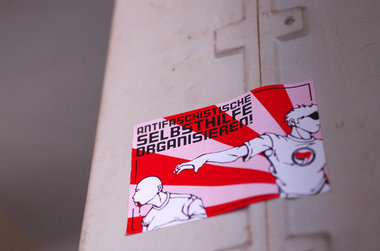 ANTIFASCHISTISCHE
SELBSTHILFE
ORGANISIEREN!